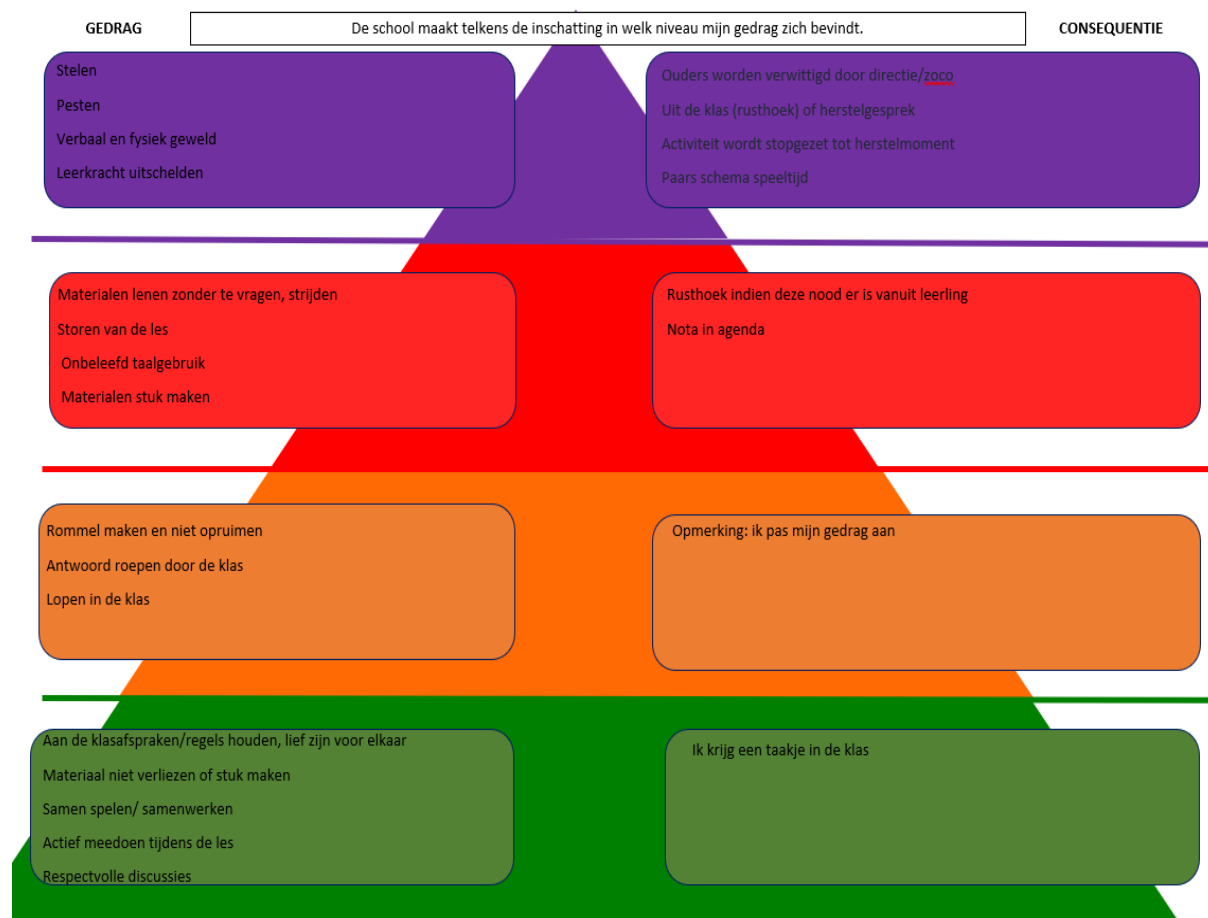 GEDRAG
De school maakt telkens de inschatting in welk niveau mijn gedrag zich bevindt.
CONSEQUENTIE
Stelen
Pesten
Verbaal en fysiek geweld
Leerkracht uitschelden
Ouders worden verwittigd door directie/zoco
Uit de klas (rusthoek) of herstelgesprek
Activiteit wordt stopgezet tot herstelmoment
Paars schema speeltijd
Materialen lenen zonder te vragen, strijden
Storen van de les
Onbeleefd taalgebruik
Materialen stuk maken
Rusthoek indien deze nood er is vanuit leerling
Nota in agenda
Rommel maken en niet opruimen
Antwoord roepen door de klas
Lopen in de klas
Opmerking: ik pas mijn gedrag aan
Aan de klasafspraken/regels houden, lief zijn voor elkaar
Materiaal niet verliezen of stuk maken
Samen spelen/ samenwerken
Actief meedoen tijdens de les
Respectvolle discussies
Ik krijg een taakje in de klas